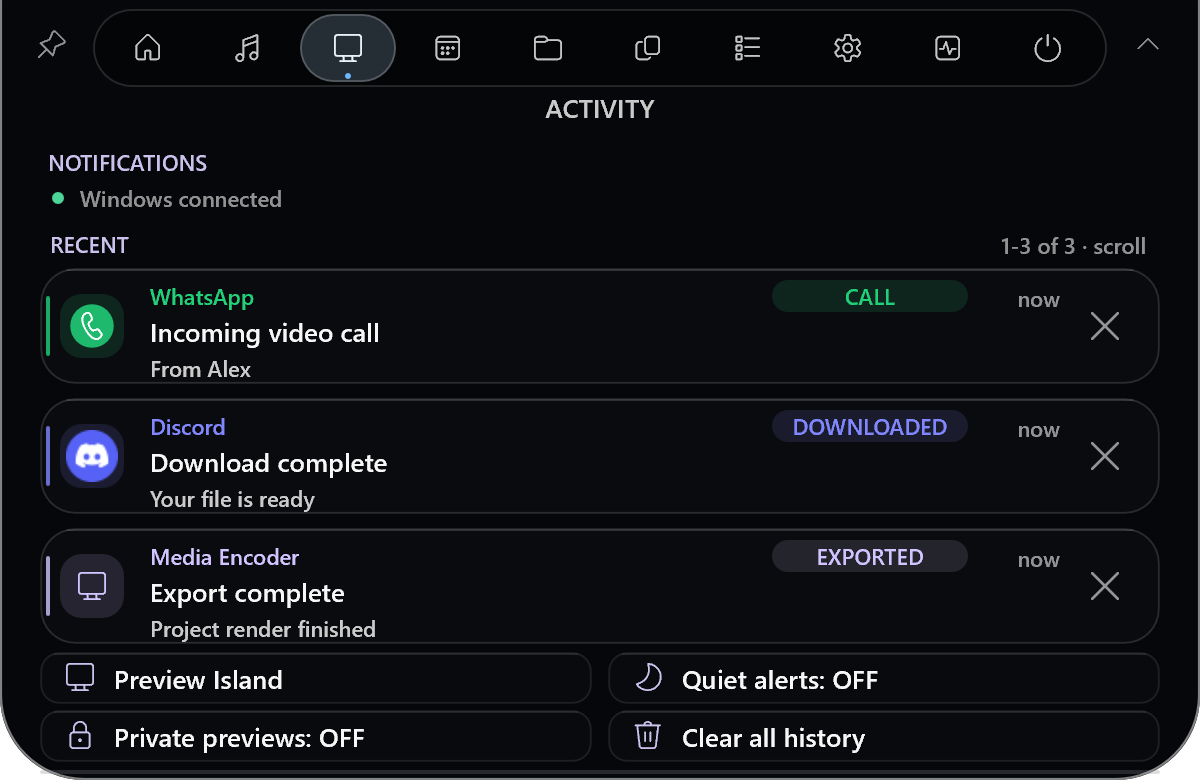 ACTIVITY
NOTIFICATIONS
Windows connected
RECENT
1-3 of 3 · scroll
WhatsApp
CALL
now
Incoming video call
From Alex
Discord
DOWNLOADED
now
Download complete
Your file is ready
Media Encoder
EXPORTED
now
Export complete
Project render finished
Preview Island
Quiet alerts: OFF
Private previews: OFF
Clear all history